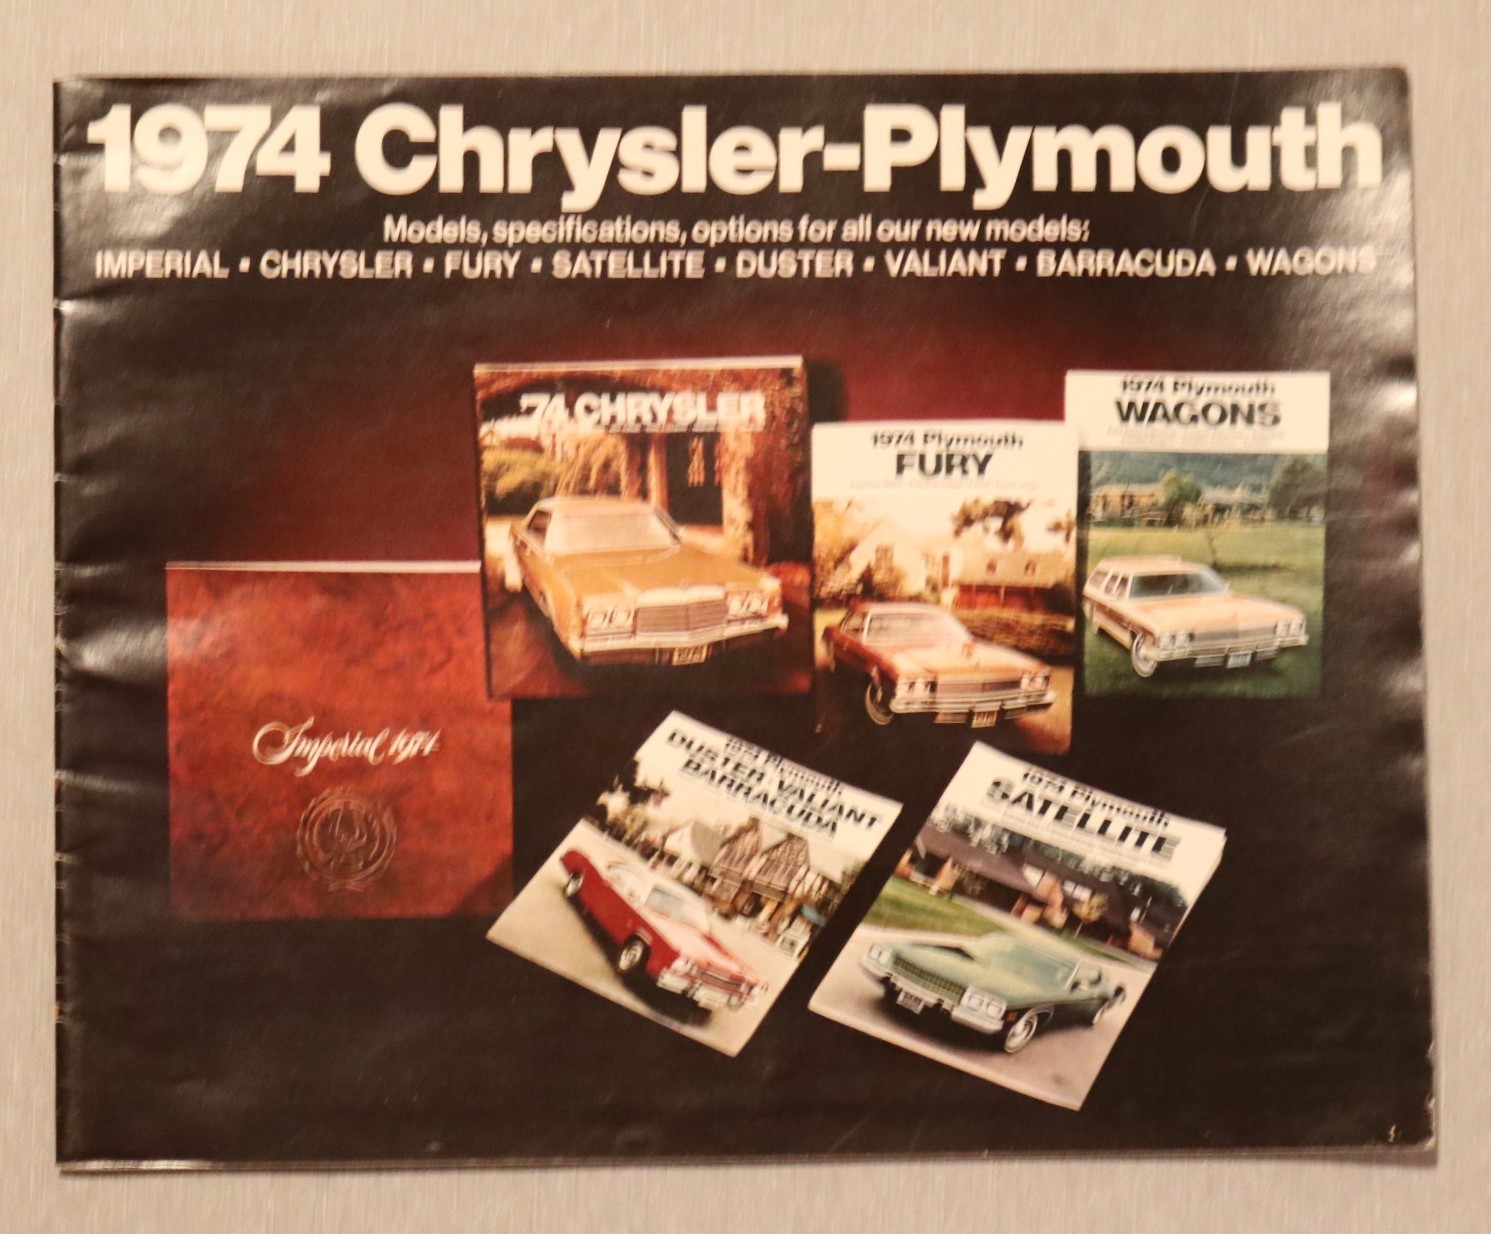 1974 Chrysler-Plymouth
Models, specifications, options for all our new models:
IMPERIAL • CHRYSLER • FURY • SATELLITE • DUSTER • VALIANT • BARRACUDA • WAGONS
'74 CHRYSLER
1974 Plymouth
FURY
1974 Plymouth
WAGONS
Imperial 1974
1974 Plymouth
DUSTER VALIANT
BARRACUDA
1974 Plymouth
SATELLITE